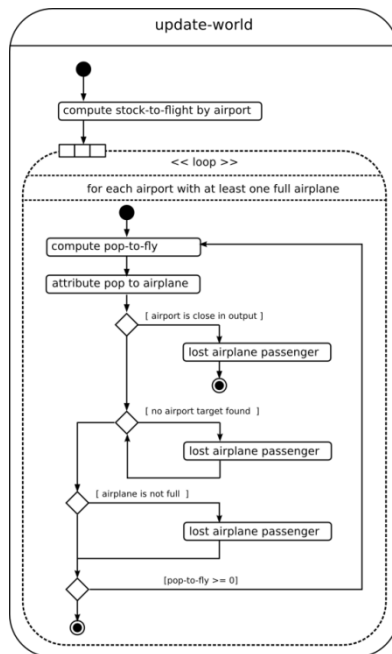 update-world
compute stock-to-flight by airport
<< loop >>
for each airport with at least one full airplane
compute pop-to-fly
attribute pop to airplane
[ airport is close in output ]
lost airplane passenger
[ no airport target found ]
lost airplane passenger
[ airplane is not full ]
lost airplane passenger
[pop-to-fly >= 0]